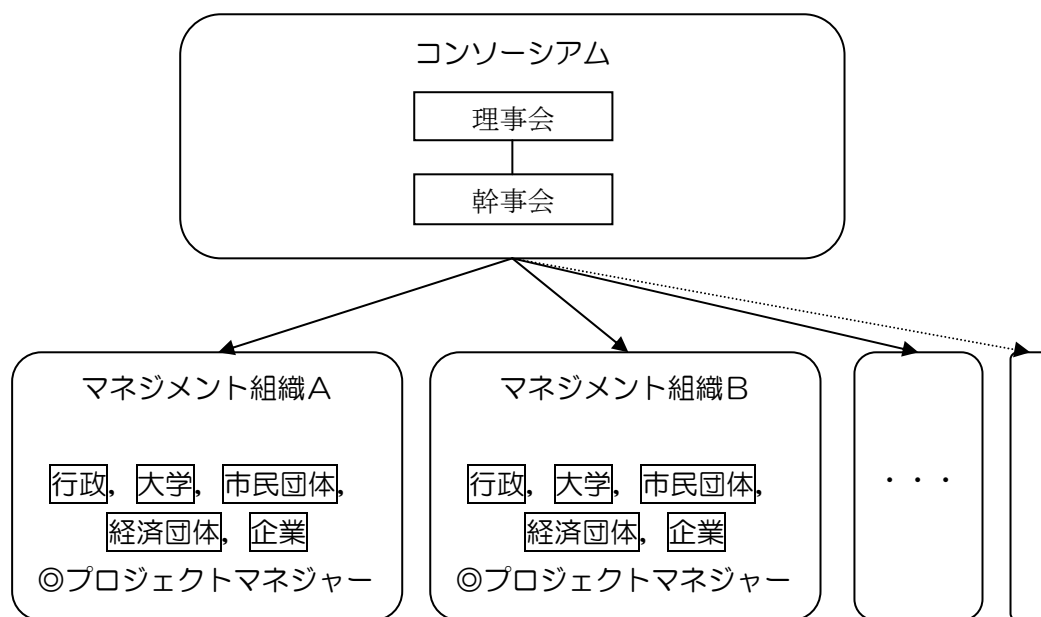 コンソーシアム
理事会
幹事会
マネジメント組織A
行政, 大学, 市民団体,
経済団体, 企業
◎プロジェクトマネジャー
マネジメント組織B
行政, 大学, 市民団体,
経済団体, 企業
◎プロジェクトマネジャー
・・・